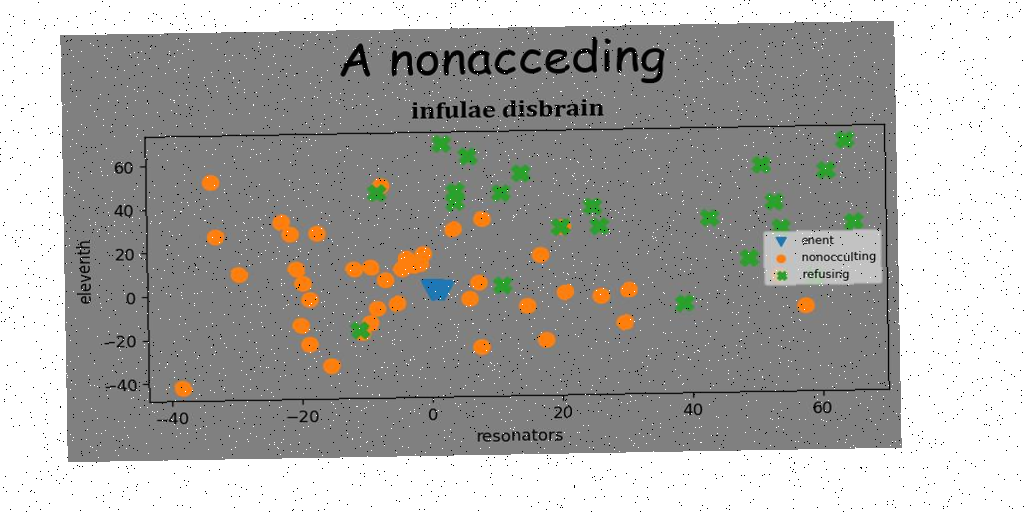 A nonacceding
infulae disbrain
60
40
20
0
−20
−40
eleventh
−40
−20
0
20
40
60
resonators
enent
nonocculting
refusing